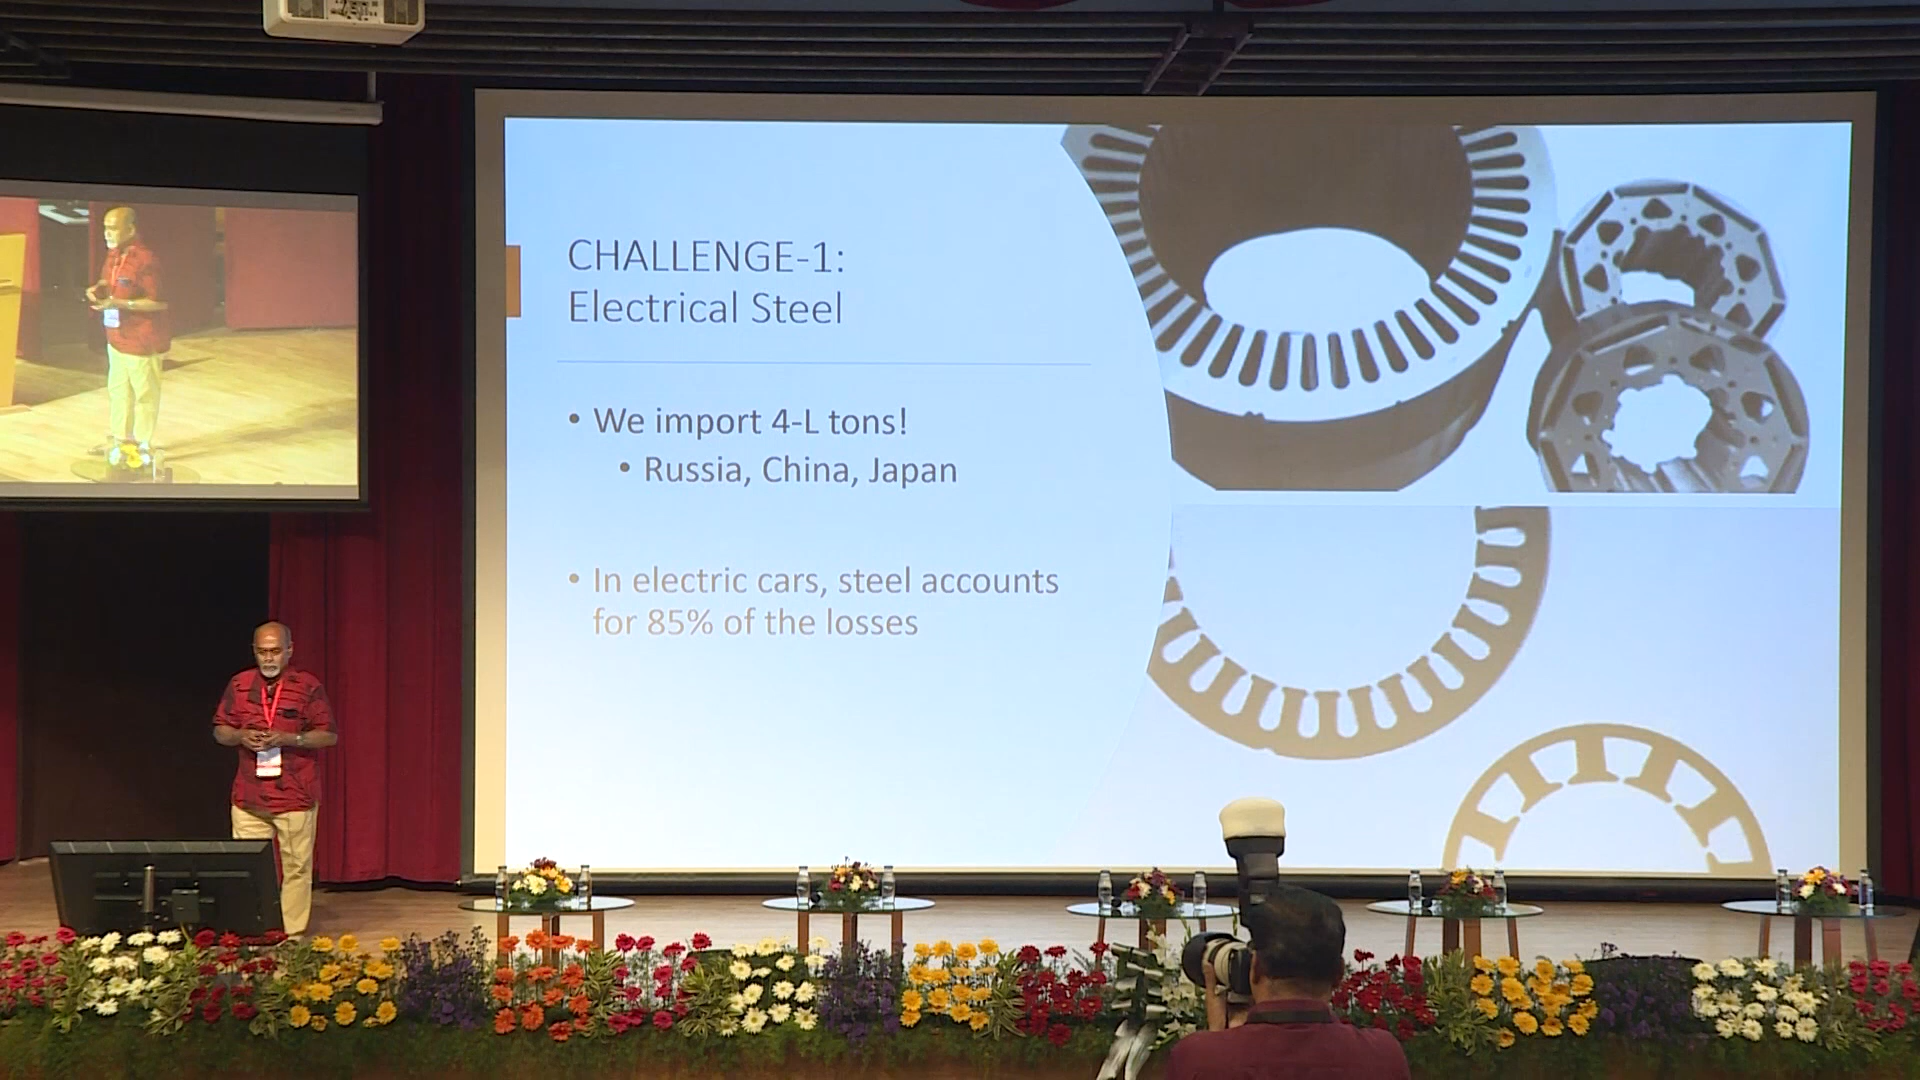 CHALLENGE-1:
Electrical Steel
• We import 4-L tons!
• Russia, China, Japan
• In electric cars, steel accounts
for 85% of the losses